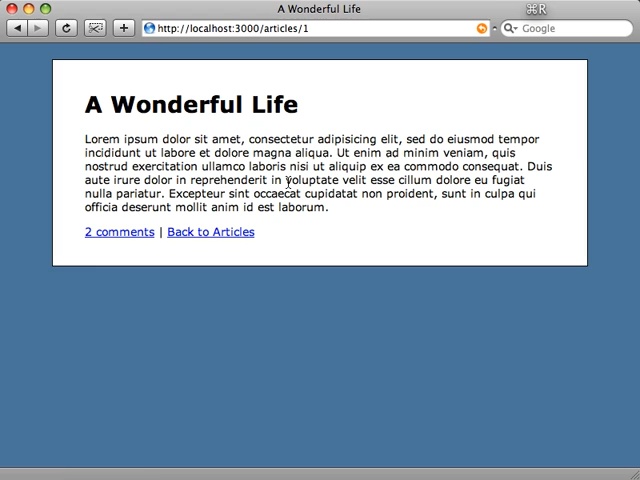 A Wonderful Life
⌘R
http://localhost:3000/articles/1
Google
A Wonderful Life
Lorem ipsum dolor sit amet, consectetur adipisicing elit, sed do eiusmod tempor
incididunt ut labore et dolore magna aliqua. Ut enim ad minim veniam, quis
nostrud exercitation ullamco laboris nisi ut aliquip ex ea commodo consequat. Duis
aute irure dolor in reprehenderit in voluptate velit esse cillum dolore eu fugiat
nulla pariatur. Excepteur sint occaecat cupidatat non proident, sunt in culpa qui
officia deserunt mollit anim id est laborum.
2 comments | Back to Articles